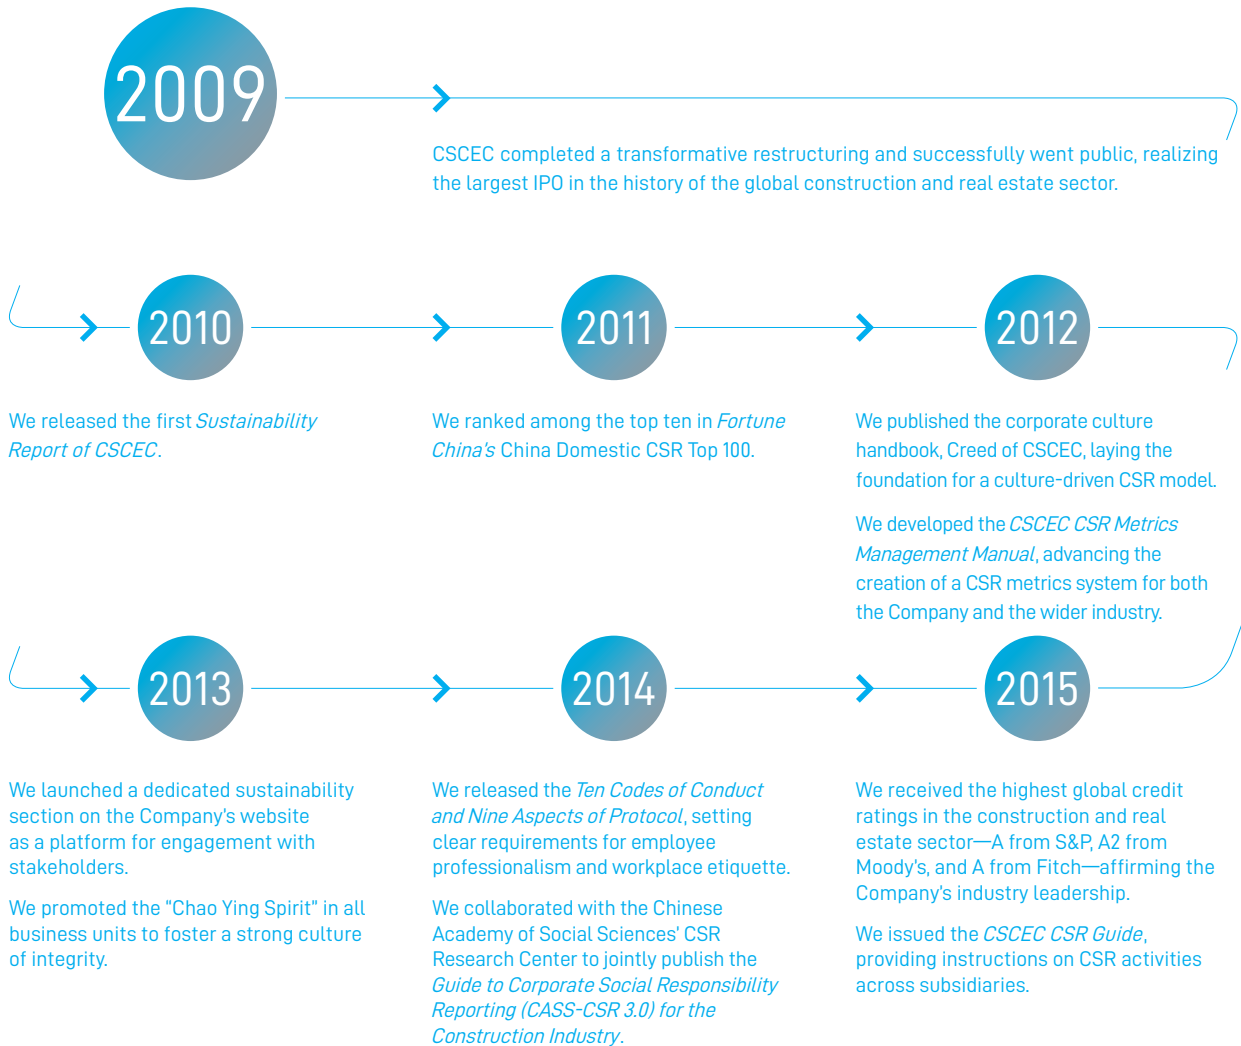 2009
CSCEC completed a transformative restructuring and successfully went public, realizing
the largest IPO in the history of the global construction and real estate sector.
2010
We released the first Sustainability
Report of CSCEC.
2011
We ranked among the top ten in Fortune
China's China Domestic CSR Top 100.
2012
We published the corporate culture
handbook, Creed of CSCEC, laying the
foundation for a culture-driven CSR model.
We developed the CSCEC CSR Metrics
Management Manual, advancing the
creation of a CSR metrics system for both
the Company and the wider industry.
2013
We launched a dedicated sustainability
section on the Company's website
as a platform for engagement with
stakeholders.
We promoted the "Chao Ying Spirit" in all
business units to foster a strong culture
of integrity.
2014
We released the Ten Codes of Conduct
and Nine Aspects of Protocol, setting
clear requirements for employee
professionalism and workplace etiquette.
We collaborated with the Chinese
Academy of Social Sciences' CSR
Research Center to jointly publish the
Guide to Corporate Social Responsibility
Reporting (CASS-CSR 3.0) for the
Construction Industry.
2015
We received the highest global credit
ratings in the construction and real
estate sector—A from S&P, A2 from
Moody's, and A from Fitch—affirming the
Company's industry leadership.
We issued the CSCEC CSR Guide,
providing instructions on CSR activities
across subsidiaries.